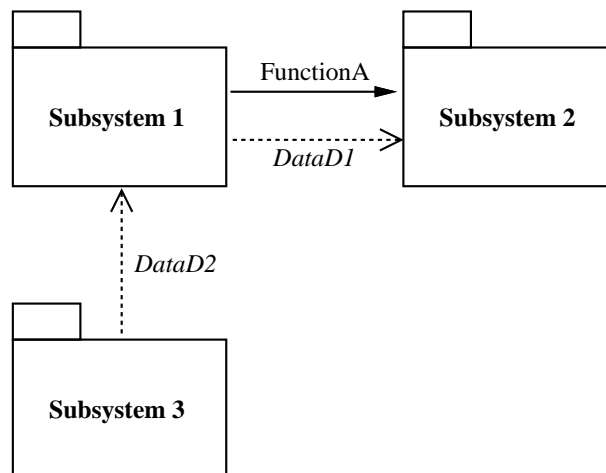 FunctionA
Subsystem 1
Subsystem 2
DataD1
DataD2
Subsystem 3